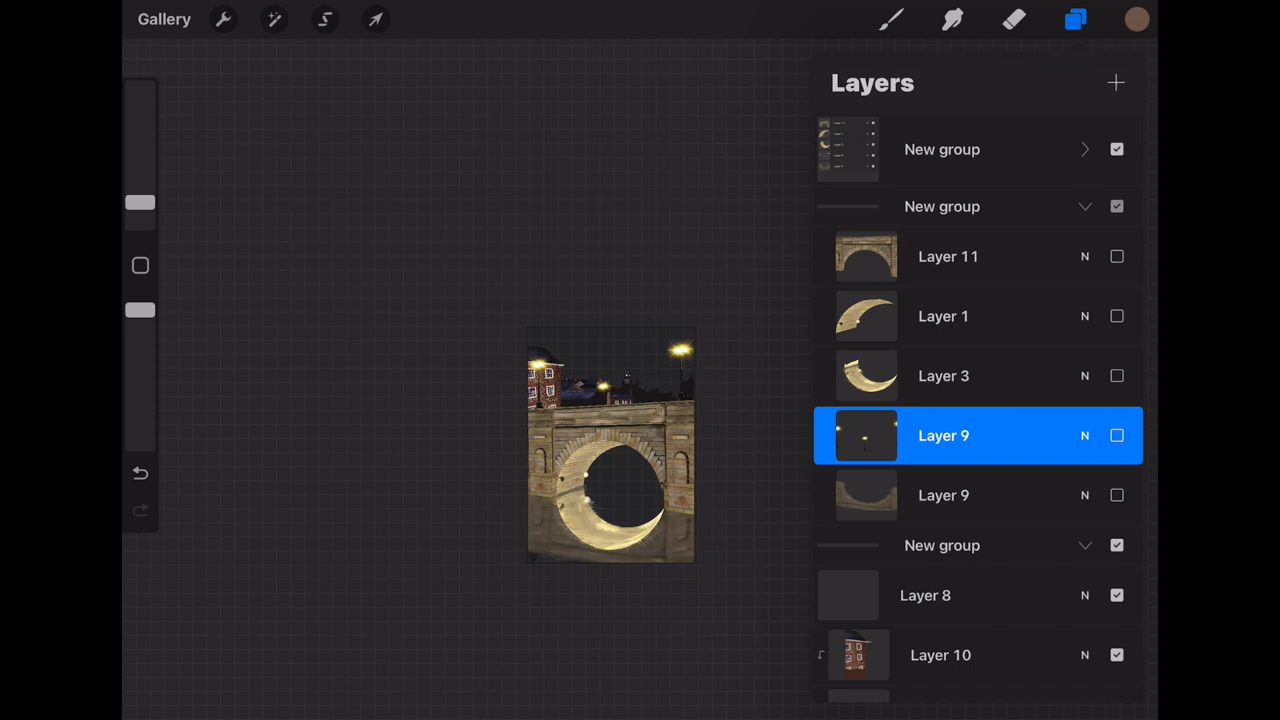 Gallery
Layers
New group
New group
Layer 11 N
Layer 1 N
Layer 3 N
Layer 9 N
Layer 9 N
New group
Layer 8 N
Layer 10 N